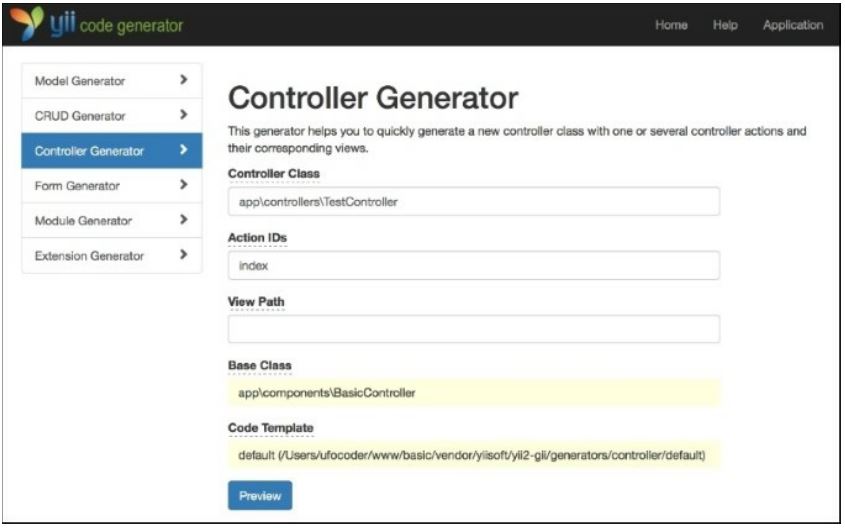 yii code generator
Home Help Application
Model Generator
CRUD Generator
Controller Generator
Form Generator
Module Generator
Extension Generator
Controller Generator
This generator helps you to quickly generate a new controller class with one or several controller actions and
their corresponding views.
Controller Class
app\controllers\TestController
Action IDs
index
View Path
Base Class
app\components\BasicController
Code Template
default (/Users/ufocoder/www/basic/vendor/yiisoft/yii2-gii/generators/controller/default)
Preview